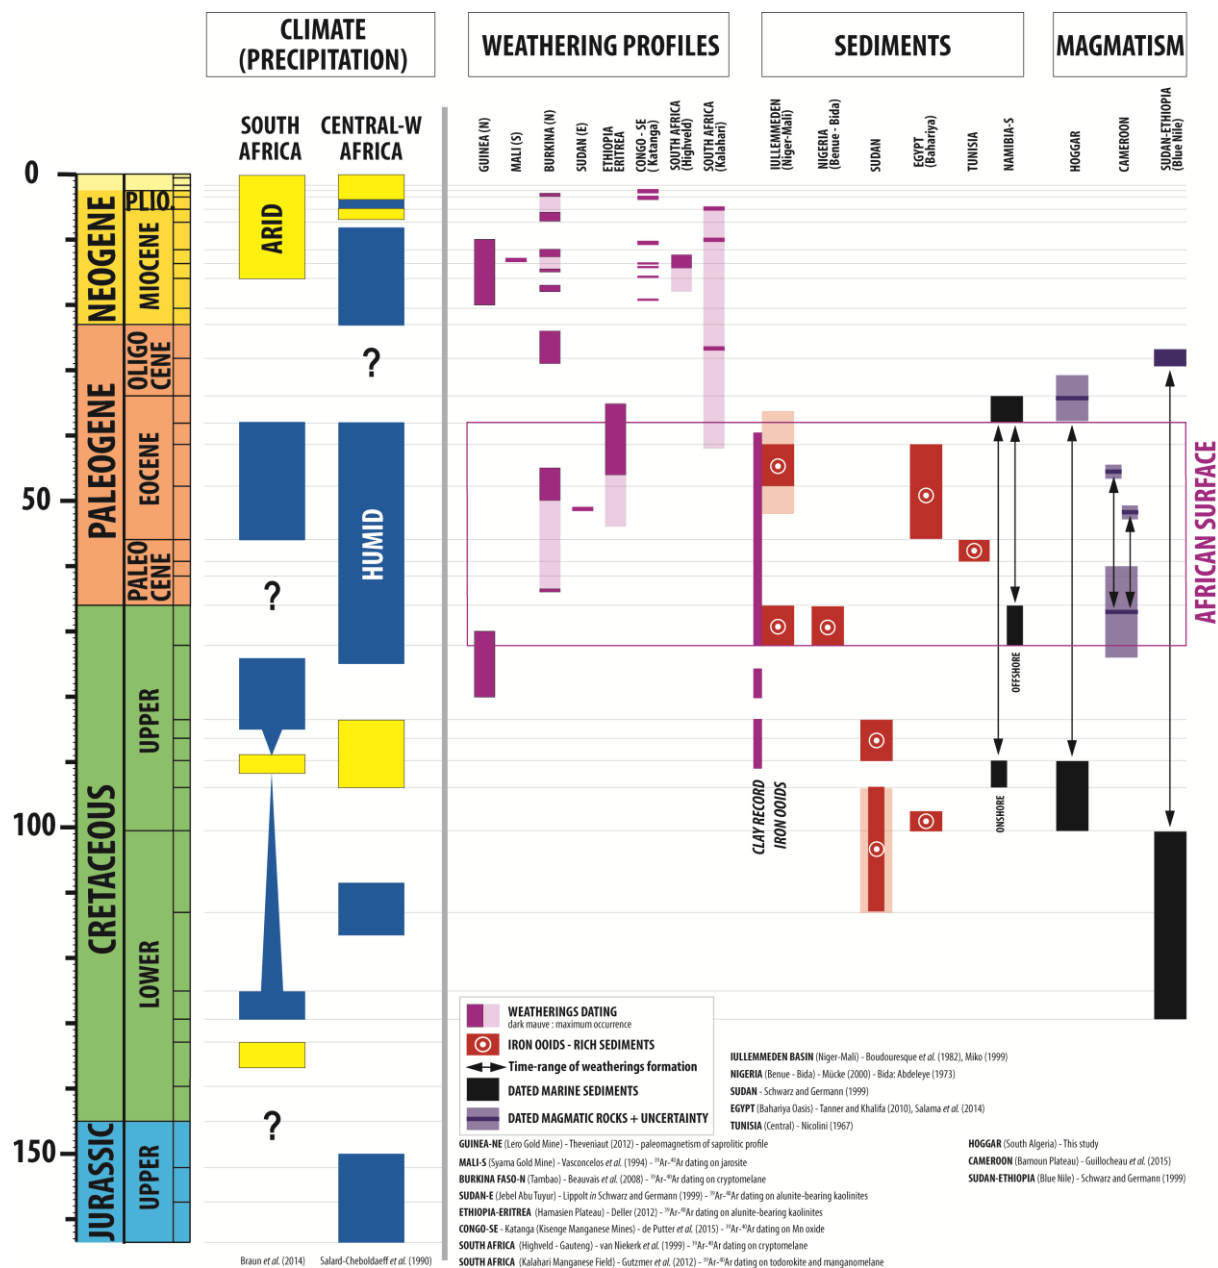 CLIMATE
(PRECIPITATION)
WEATHERING PROFILES
SEDIMENTS
MAGMATISM
SOUTH
AFRICA
CENTRAL-W
AFRICA
GUINEA (N)
MALI (S)
BURKINA (N)
SUDAN (E)
ETHIOPIA
ERITREA
CONGO - SE
( Katanga)
SOUTH AFRICA
(Highveld)
SOUTH AFRICA
(Kalahari)
IULLEMMEDEN
(Niger-Mali)
NIGERIA
(Benue - Bida)
SUDAN
EGYPT
(Bahariya)
TUNISIA
NAMIBIA-S
HOGGAR
CAMEROON
SUDAN-ETHIOPIA
(Blue Nile)
0
50
100
150
NEOGENE
PALEOGENE
CRETACEOUS
JURASSIC
PLIO.
MIOCENE
OLIGO
CENE
EOCENE
PALEO
CENE
UPPER
LOWER
UPPER
ARID
HUMID
?
?
?
AFRICAN SURFACE
OFFSHORE
ONSHORE
CLAY RECORD
IRON OOIDS
WEATHERINGS DATING
dark mauve : maximum occurrence
IRON OOIDS - RICH SEDIMENTS
Time-range of weatherings formation
DATED MARINE SEDIMENTS
DATED MAGMATIC ROCKS + UNCERTAINTY
IULLEMMEDEN BASIN (Niger-Mali) - Boudouresque et al. (1982), Miko (1999)
NIGERIA (Benue - Bida) - Mücke (2000) - Bida: Abdeleye (1973)
SUDAN - Schwarz and Germann (1999)
EGYPT (Bahariya Oasis) - Tanner and Khalifa (2010), Salama et al. (2014)
TUNISIA (Central) - Nicolini (1967)
GUINEA-NE (Lero Gold Mine) - Theveniaut (2012) - paleomagnetism of saprolitic profile
MALI-S (Syama Gold Mine) - Vasconcelos et al. (1994) - ³⁹Ar-⁴⁰Ar dating on jarosite
BURKINA FASO-N (Tambao) - Beauvais et al. (2008) - ³⁹Ar-⁴⁰Ar dating on cryptomelane
SUDAN-E (Jebel Abu Tuyur) - Lippolt in Schwarz and Germann (1999) - ³⁹Ar-⁴⁰Ar dating on alunite-bearing kaolinites
ETHIOPIA-ERITREA (Hamasien Plateau) - Deller (2012) - ³⁹Ar-⁴⁰Ar dating on alunite-bearing kaolinites
CONGO-SE - Katanga (Kisenge Manganese Mines) - de Putter et al. (2015) - ³⁹Ar-⁴⁰Ar dating on Mn oxide
SOUTH AFRICA (Highveld - Gauteng) - van Niekerk et al. (1999) - ³⁹Ar-⁴⁰Ar dating on cryptomelane
SOUTH AFRICA (Kalahari Manganese Field) - Gutzmer et al. (2012) - ³⁹Ar-⁴⁰Ar dating on todorokite and manganomelane
HOGGAR (South Algeria) - This study
CAMEROON (Bamoun Plateau) - Guillocheau et al. (2015)
SUDAN-ETHIOPIA (Blue Nile) - Schwarz and Germann (1999)
Braun et al. (2014)
Salard-Cheboldaeff et al. (1990)